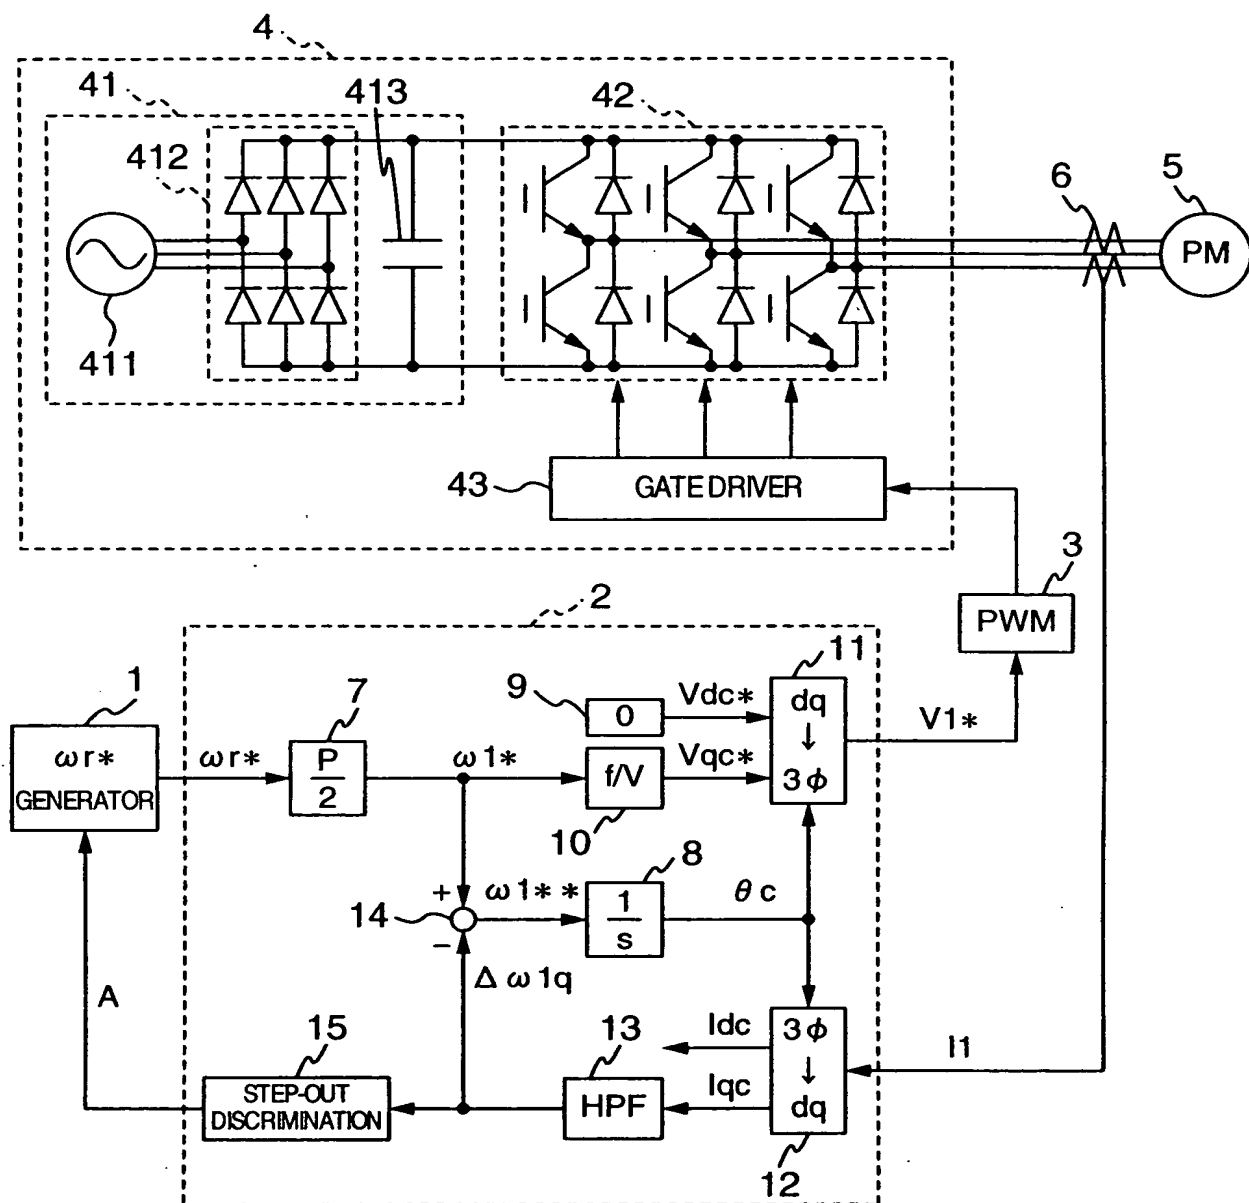 4
41
413
42
412
6
5
PM
411
43
GATE DRIVER
3
PWM
2
11
1
7
9
0
Vdc*
dq
↓
3φ
V1*
ωr*
GENERATOR
ωr*
P
2
ω1*
f/V
Vqc*
10
8
+
14
−
ω1**
1
s
θc
Δω1q
A
15
13
Idc
3φ
↓
dq
I1
STEP-OUT
DISCRIMINATION
HPF
Iqc
12